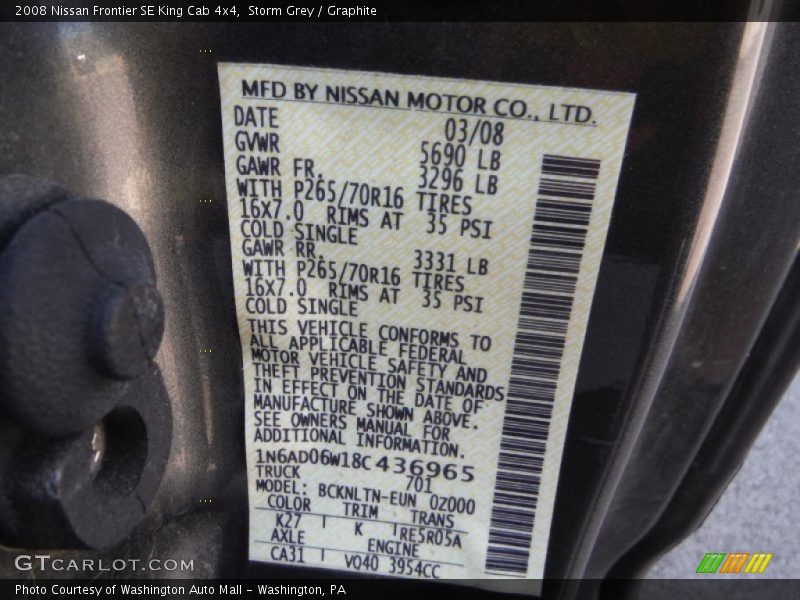 2008 Nissan Frontier SE King Cab 4x4, Storm Grey / Graphite
MFD BY NISSAN MOTOR CO., LTD.
DATE 03/08
GVWR 5690 LB
GAWR FR. 3296 LB
WITH P265/70R16 TIRES
16X7.0 RIMS AT 35 PSI
COLD SINGLE
GAWR RR. 3331 LB
WITH P265/70R16 TIRES
16X7.0 RIMS AT 35 PSI
COLD SINGLE
THIS VEHICLE CONFORMS TO
ALL APPLICABLE FEDERAL
MOTOR VEHICLE SAFETY AND
THEFT PREVENTION STANDARDS
IN EFFECT ON THE DATE OF
MANUFACTURE SHOWN ABOVE.
SEE OWNERS MANUAL FOR
ADDITIONAL INFORMATION.
1N6AD06W18C436965
TRUCK 701
MODEL: BCKNLTN-EUN 02000
COLOR TRIM TRANS
K27 K RE5R05A
AXLE ENGINE
CA31 VQ40 3954CC
GTCARLOT.COM
Photo Courtesy of Washington Auto Mall - Washington, PA